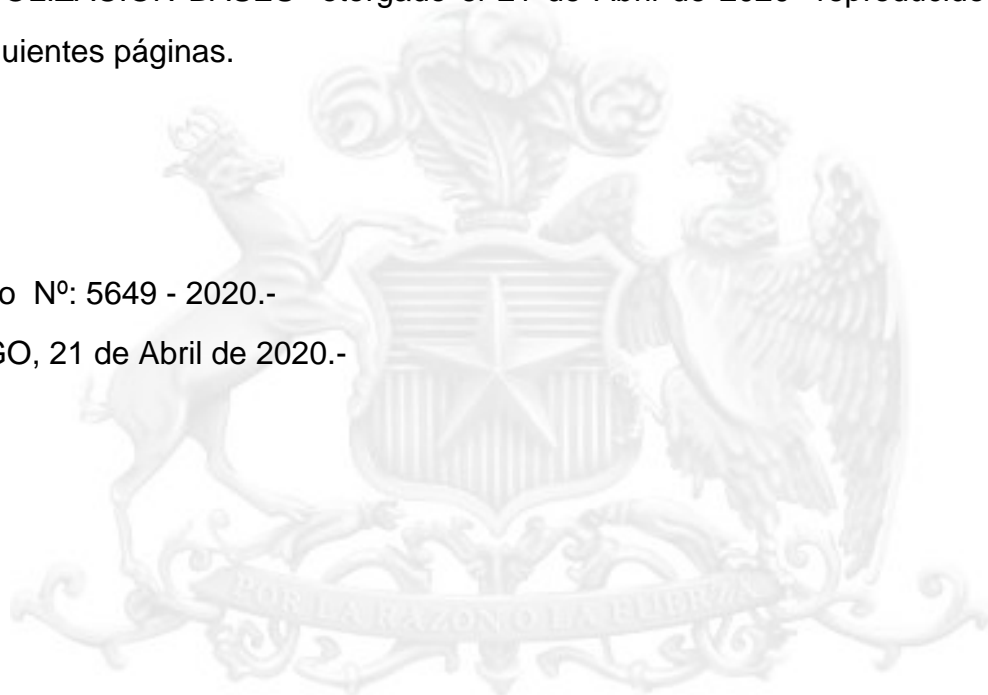 otorgado el 21 de Abril de 2020 reproducido
uientes páginas.
o Nº: 5649 - 2020.-
GO, 21 de Abril de 2020.-
POR LA RAZON O LA FUERZA